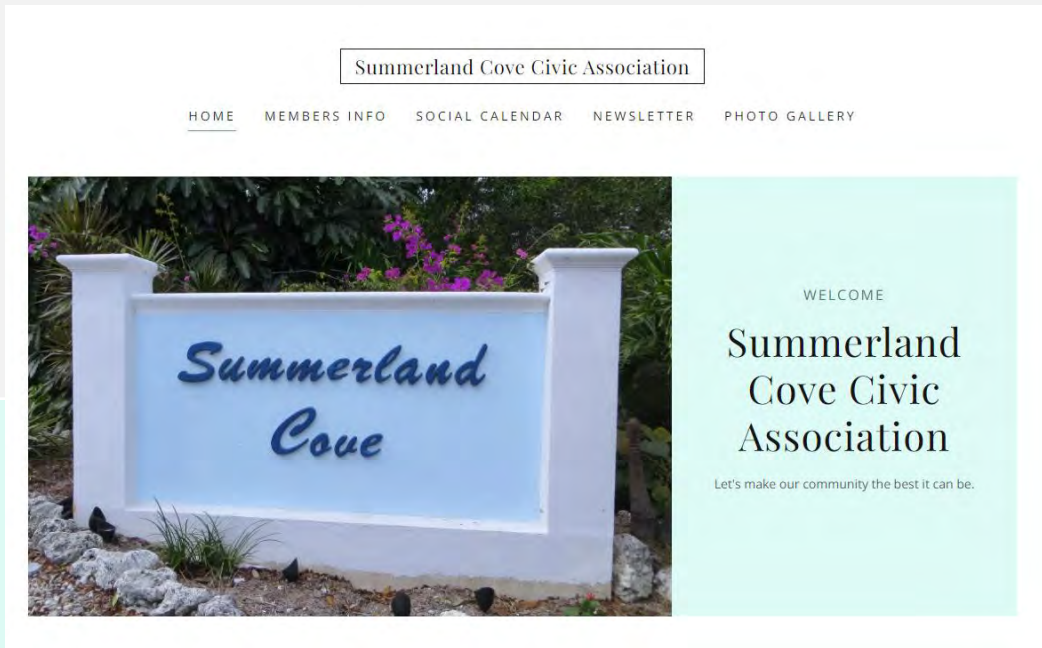 Summerland Cove Civic Association
HOME MEMBERS INFO SOCIAL CALENDAR NEWSLETTER PHOTO GALLERY
Summerland
Cove
WELCOME
Summerland
Cove Civic
Association
Let's make our community the best it can be.